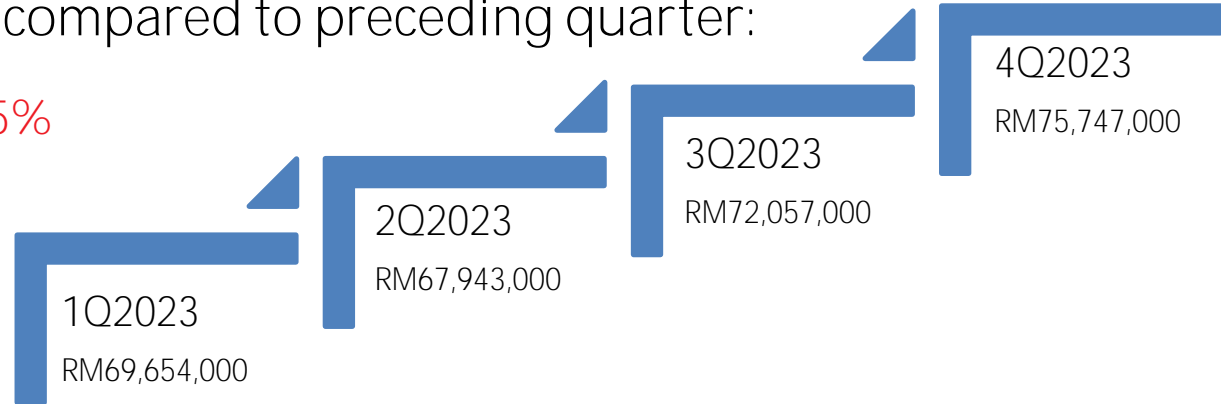 compared to preceding quarter:
5%
1Q2023
RM69,654,000
2Q2023
RM67,943,000
3Q2023
RM72,057,000
4Q2023
RM75,747,000